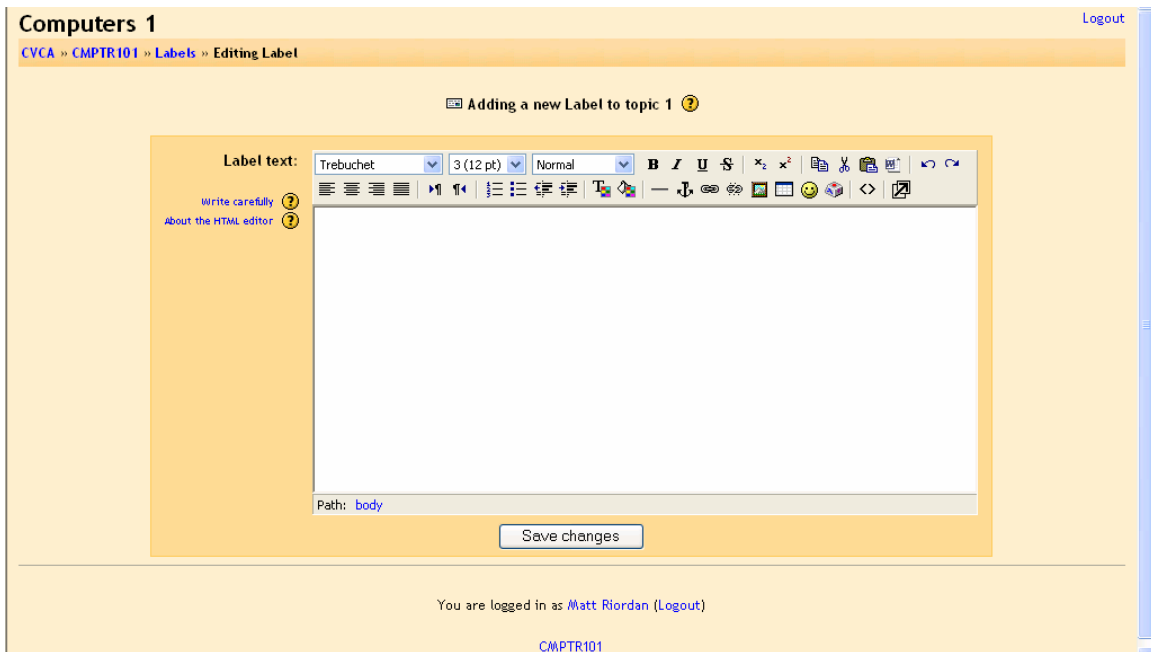 Computers 1
Logout
CVCA » CMPTR101 » Labels » Editing Label
Adding a new Label to topic 1
Label text:
Trebuchet 3 (12 pt) Normal B I U S x₂ x²
Write carefully
About the HTML editor
Path: body
Save changes
You are logged in as Matt Riordan (Logout)
CMPTR101